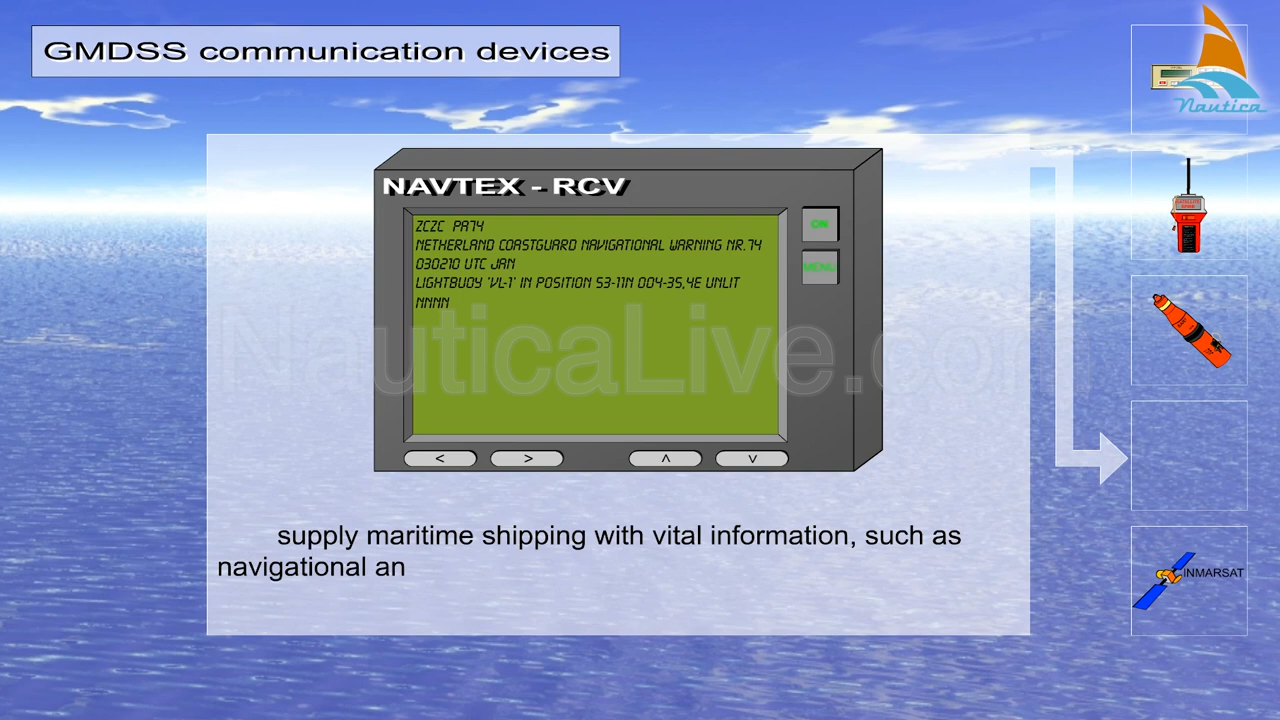 GMDSS communication devices
Nautica
NAVTEX - RCV
ON
MENU
ZCZC PA74
NETHERLAND COASTGUARD NAVIGATIONAL WARNING NR.74
030210 UTC JAN
LIGHTBUOY 'VL-1' IN POSITION 53-11N 004-35,4E UNLIT
NNNN
NauticaLive.com
< > ᐱ ᐯ
supply maritime shipping with vital information, such as
navigational an
INMARSAT